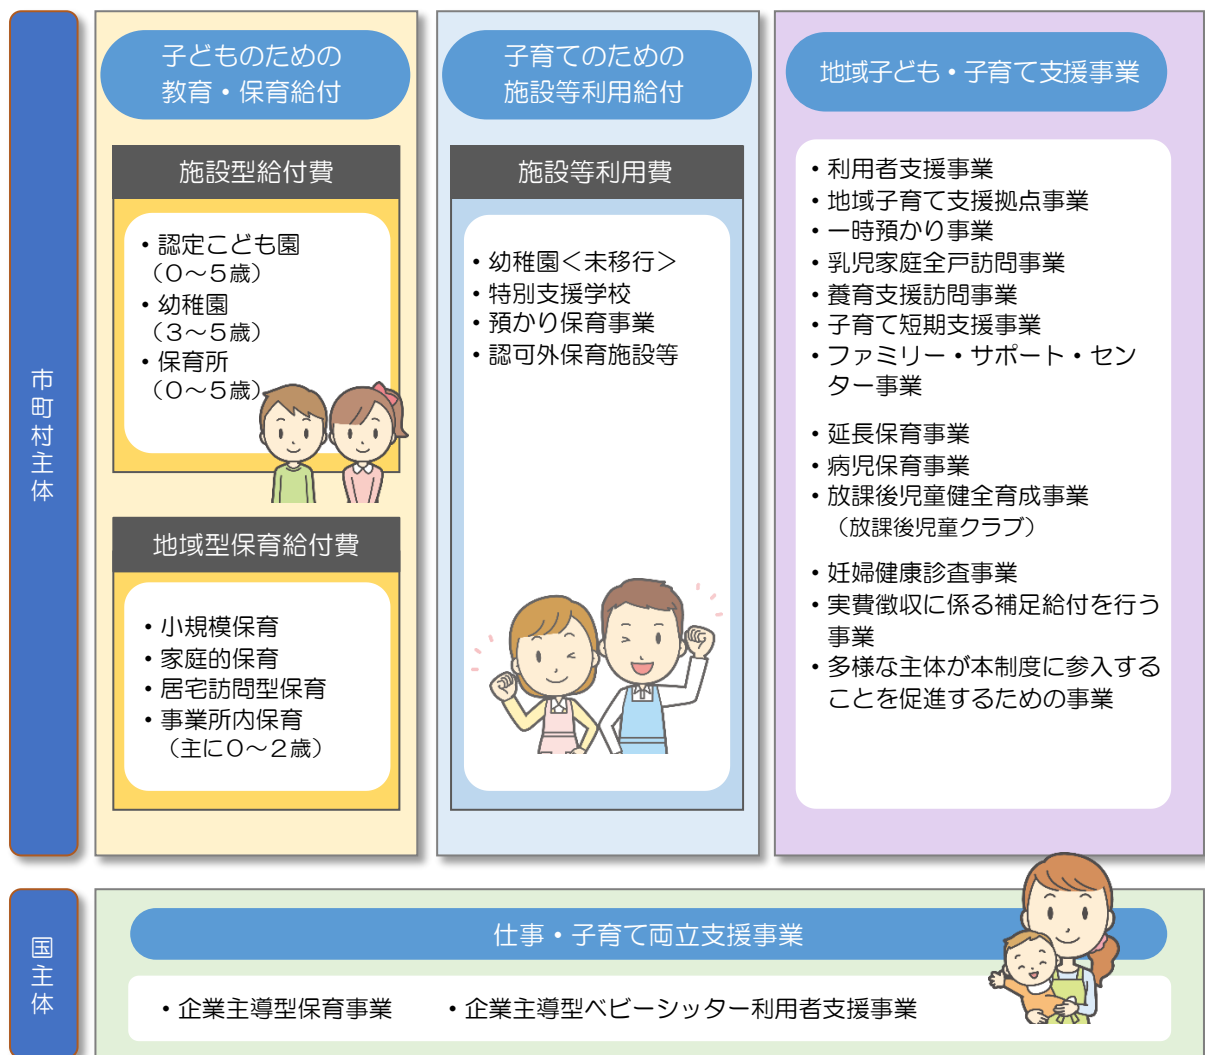 市町村主体
子どものための
教育・保育給付
施設型給付費
・認定こども園
（０～５歳）
・幼稚園
（３～５歳）
・保育所
（０～５歳）
地域型保育給付費
・小規模保育
・家庭的保育
・居宅訪問型保育
・事業所内保育
（主に０～２歳）
子育てのための
施設等利用給付
施設等利用費
・幼稚園＜未移行＞
・特別支援学校
・預かり保育事業
・認可外保育施設等
地域子ども・子育て支援事業
・利用者支援事業
・地域子育て支援拠点事業
・一時預かり事業
・乳児家庭全戸訪問事業
・養育支援訪問事業
・子育て短期支援事業
・ファミリー・サポート・セン
ター事業
・延長保育事業
・病児保育事業
・放課後児童健全育成事業
（放課後児童クラブ）
・妊婦健康診査事業
・実費徴収に係る補足給付を行う
事業
・多様な主体が本制度に参入する
ことを促進するための事業
国主体
仕事・子育て両立支援事業
・企業主導型保育事業
・企業主導型ベビーシッター利用者支援事業